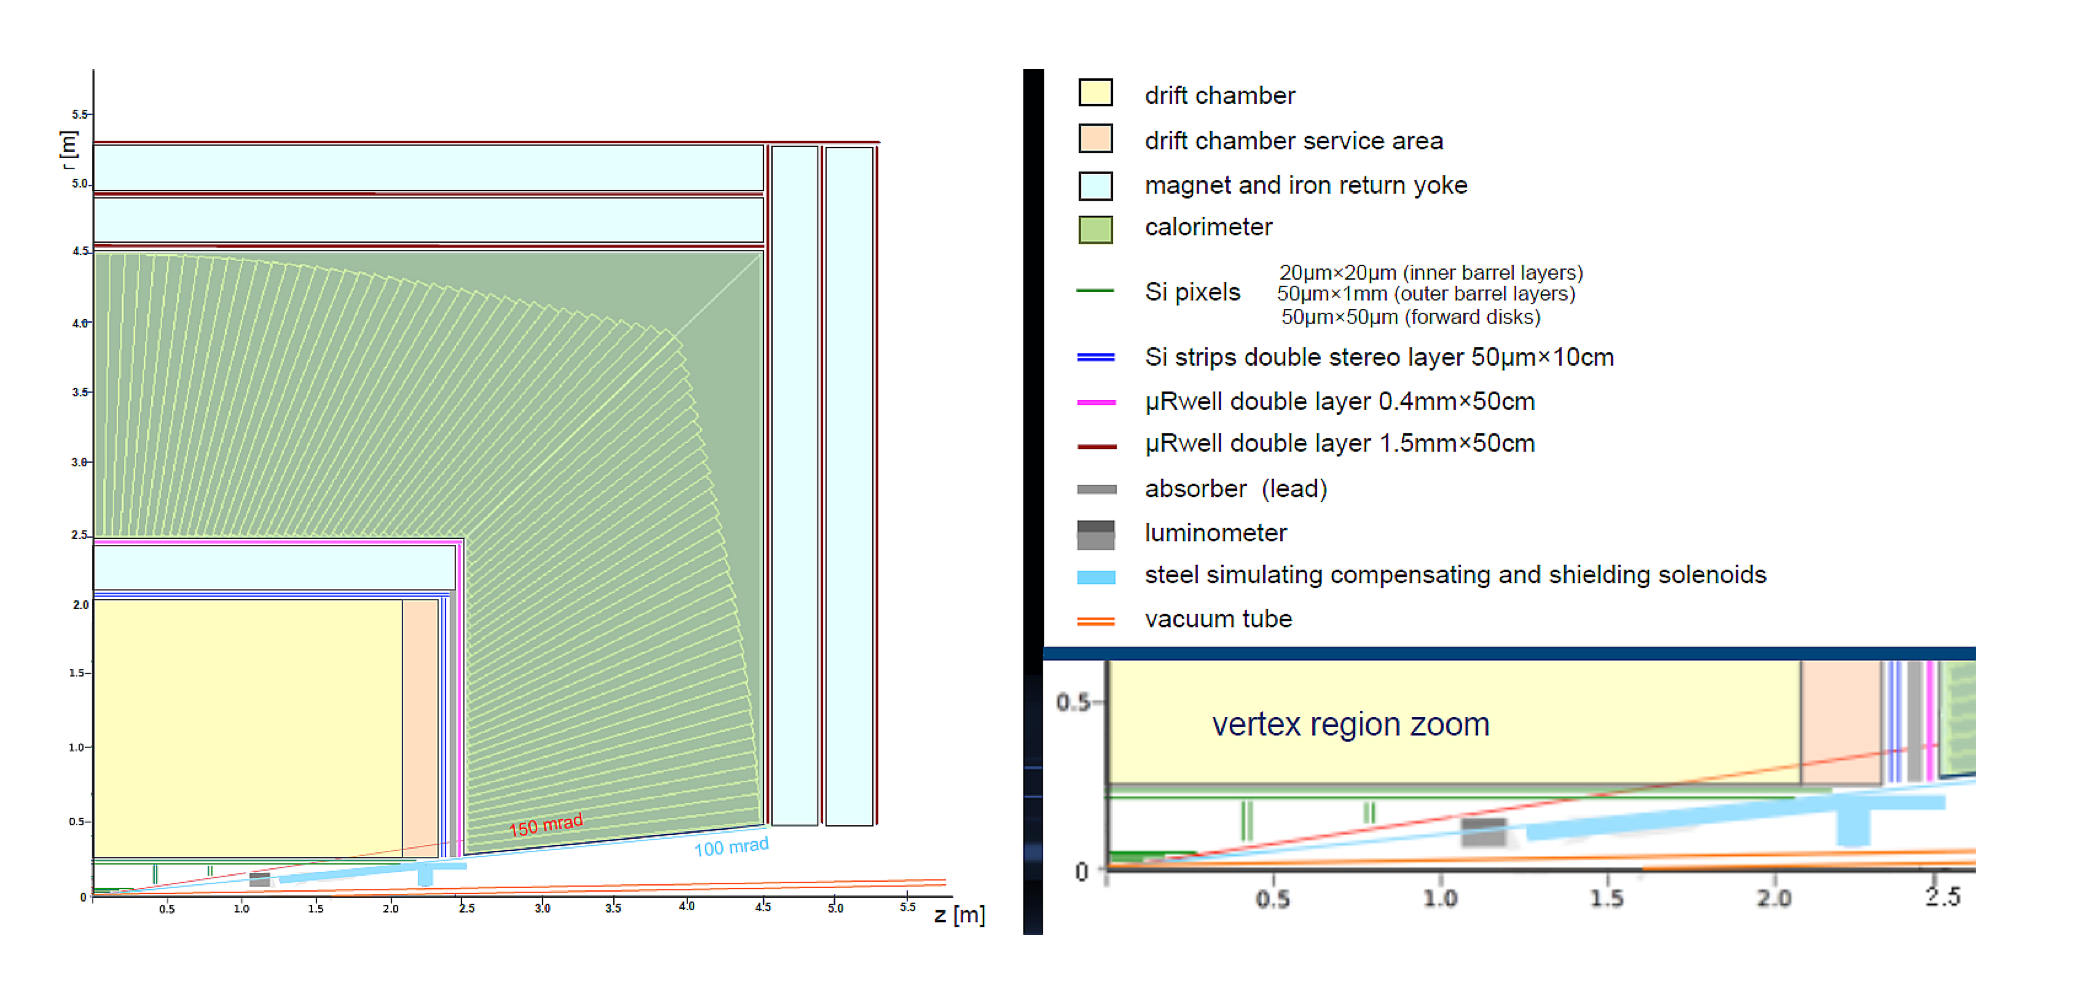 r [m]
5.5
5.0
4.5
4.0
3.5
3.0
2.5
2.0
1.5
1.0
0.5
0
150 mrad
100 mrad
0.5
1.0
1.5
2.0
2.5
3.0
3.5
4.0
4.5
5.0
5.5
z [m]
drift chamber
drift chamber service area
magnet and iron return yoke
calorimeter
Si pixels
20µm×20µm (inner barrel layers)
50µm×1mm (outer barrel layers)
50µm×50µm (forward disks)
Si strips double stereo layer 50µm×10cm
µRwell double layer 0.4mm×50cm
µRwell double layer 1.5mm×50cm
absorber (lead)
luminometer
steel simulating compensating and shielding solenoids
vacuum tube
0.5
vertex region zoom
0
0.5
1.0
1.5
2.0
2.5